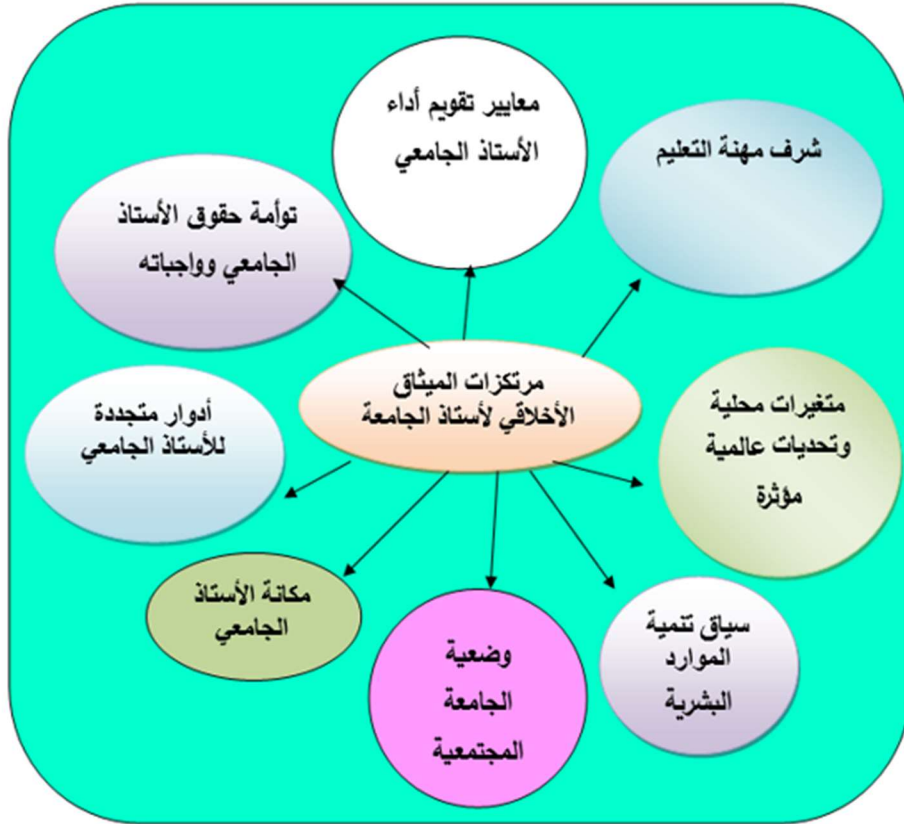 معايير تقويم أداء
الأستاذ الجامعي
شرف مهنة التعليم
توأمة حقوق الأستاذ
الجامعي وواجباته
مرتكزات الميثاق
الأخلاقي لأستاذ الجامعة
متغيرات محلية
وتحديات عالمية
مؤثرة
أدوار متجددة
للأستاذ الجامعي
مكانة الأستاذ
الجامعي
سياق تنمية
الموارد
البشرية
وضعية
الجامعة
المجتمعية